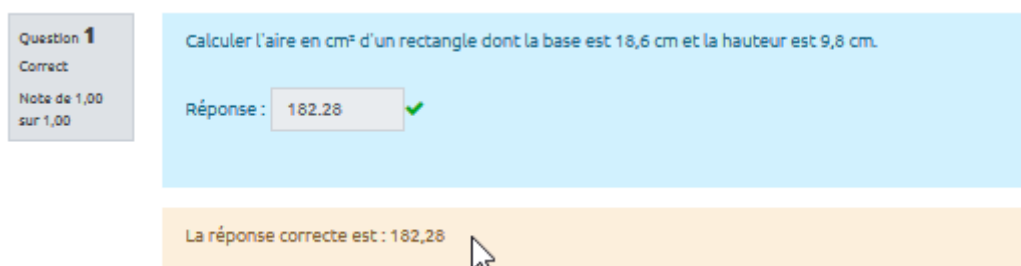 Question 1
Correct
Note de 1,00
sur 1,00
Calculer l'aire en cm² d'un rectangle dont la base est 18,6 cm et la hauteur est 9,8 cm.
Réponse : 182.28
La réponse correcte est : 182,28